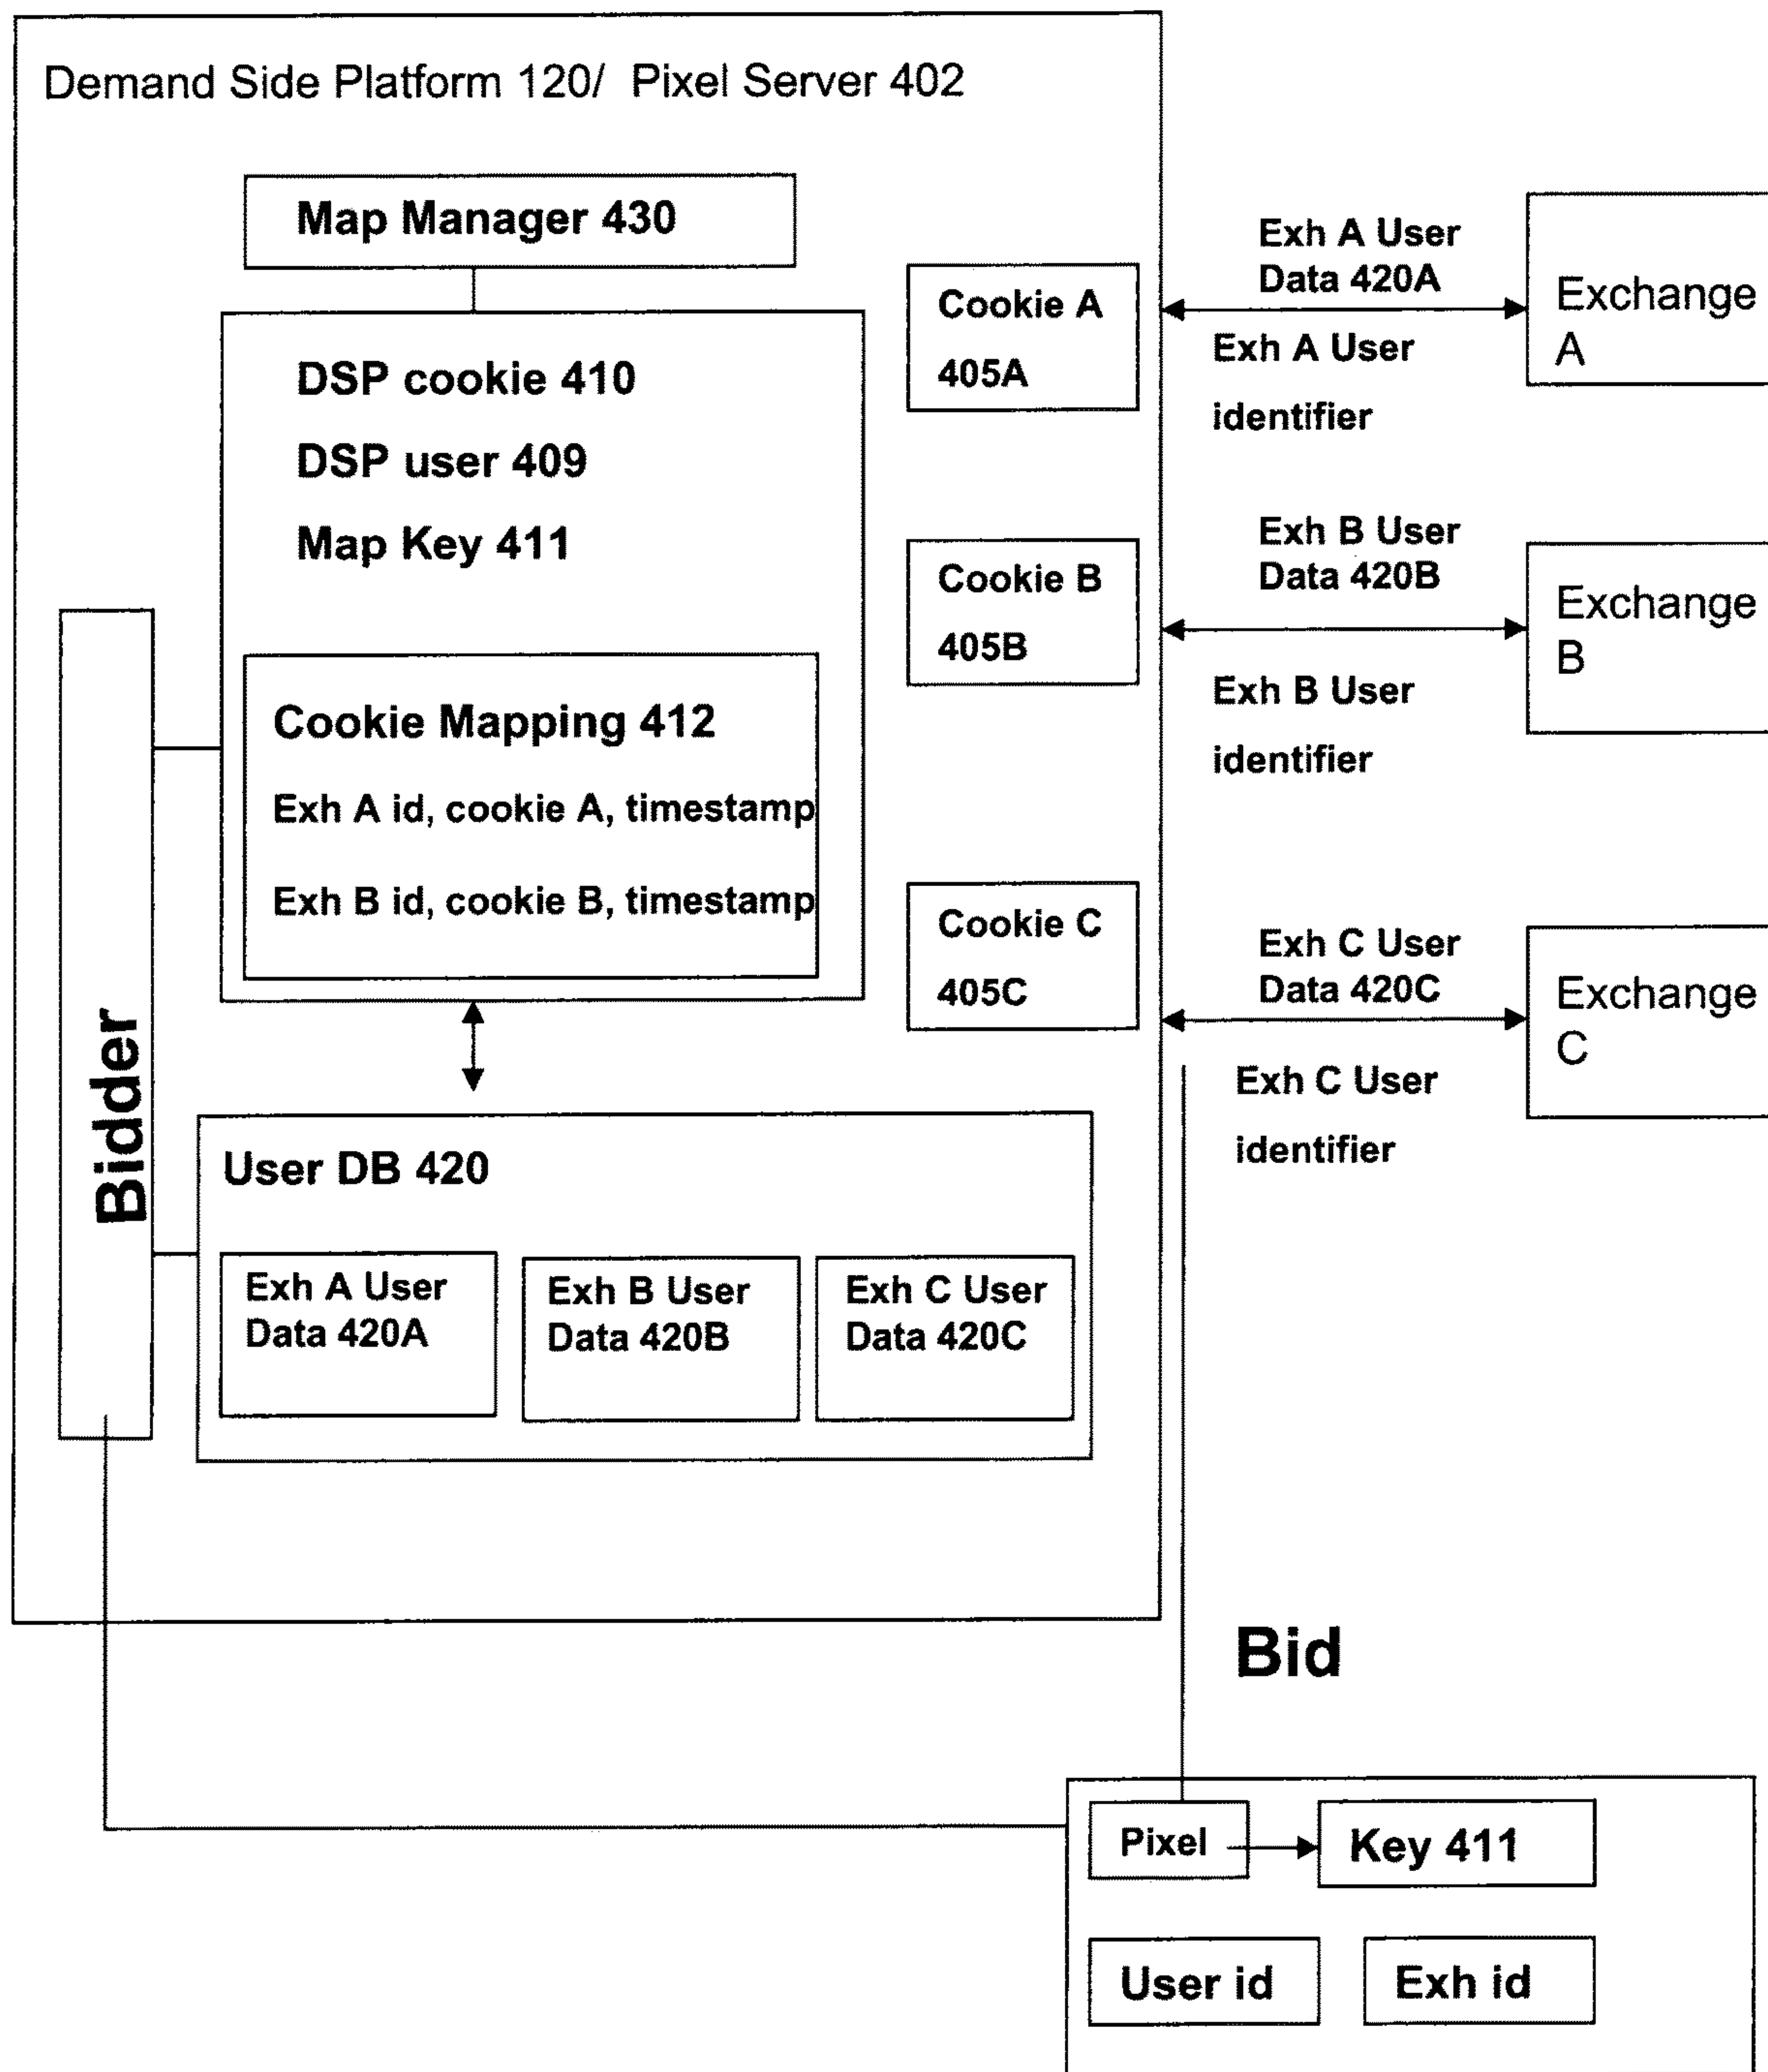 Demand Side Platform 120/ Pixel Server 402
Map Manager 430
DSP cookie 410
DSP user 409
Map Key 411
Cookie Mapping 412
Exh A id, cookie A, timestamp
Exh B id, cookie B, timestamp
Bidder
User DB 420
Exh A User
Data 420A
Exh B User
Data 420B
Exh C User
Data 420C
Cookie A
405A
Cookie B
405B
Cookie C
405C
Exh A User
Data 420A
Exh A User
identifier
Exchange
A
Exh B User
Data 420B
Exh B User
identifier
Exchange
B
Exh C User
Data 420C
Exh C User
identifier
Exchange
C
Bid
Pixel
Key 411
User id
Exh id